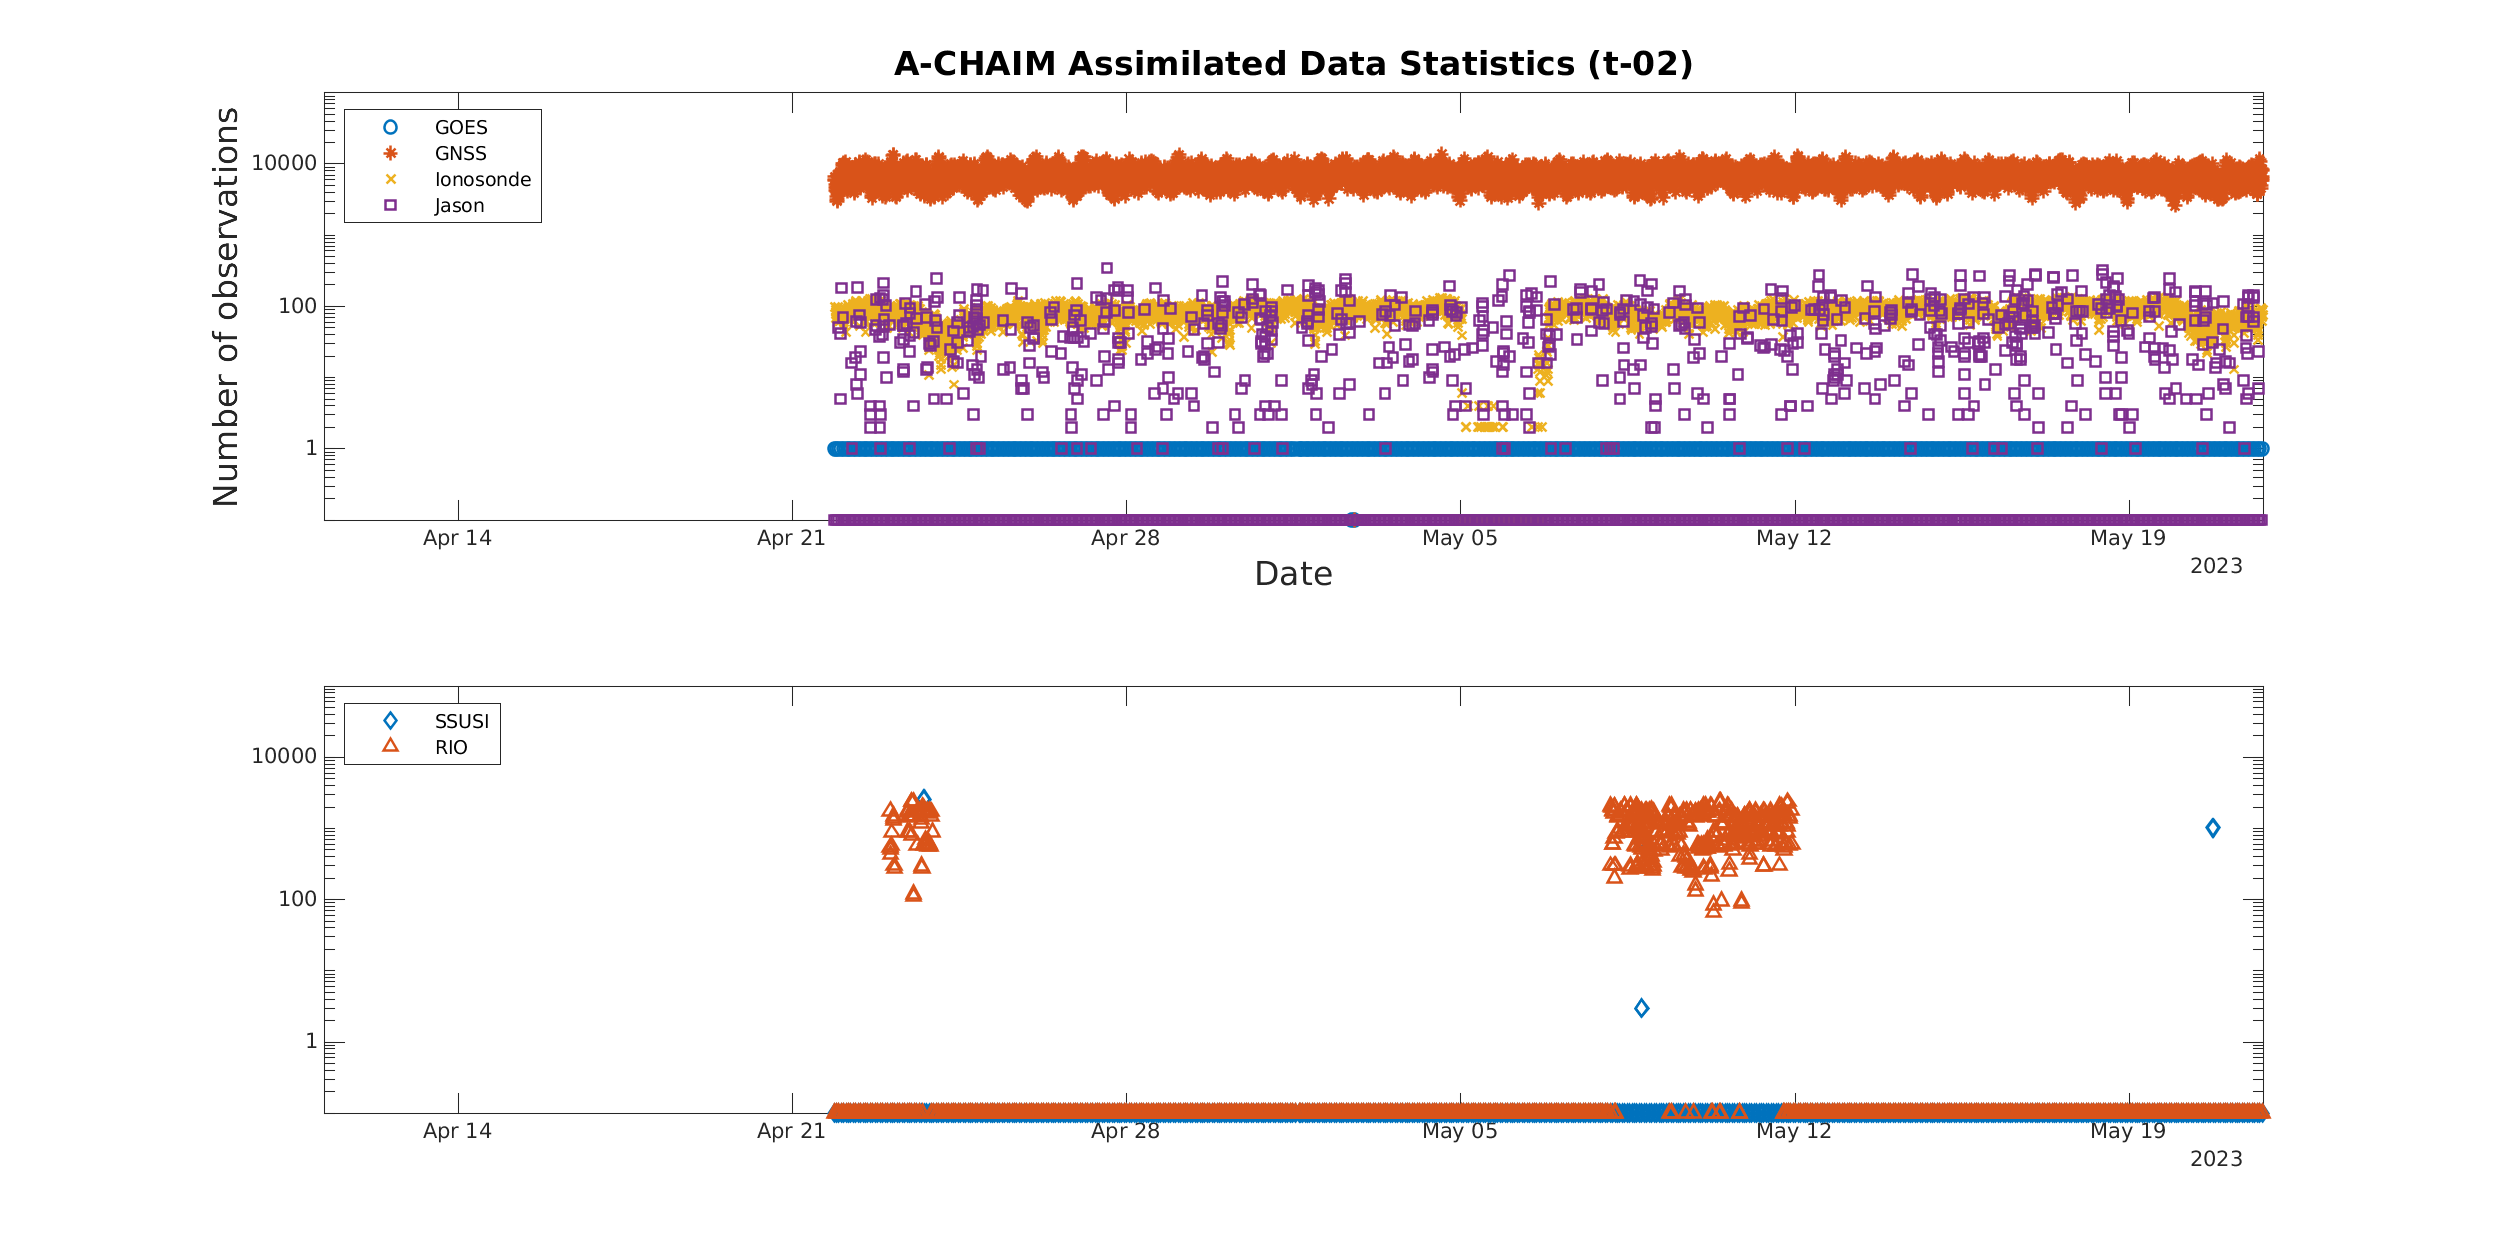 A-CHAIM Assimilated Data Statistics (t-02)
Number of observations
GOES
GNSS
Ionosonde
Jason
10000
100
1
Apr 14 Apr 21 Apr 28 May 05 May 12 May 19
2023
Date
SSUSI
RIO
10000
100
1
Apr 14 Apr 21 Apr 28 May 05 May 12 May 19
2023